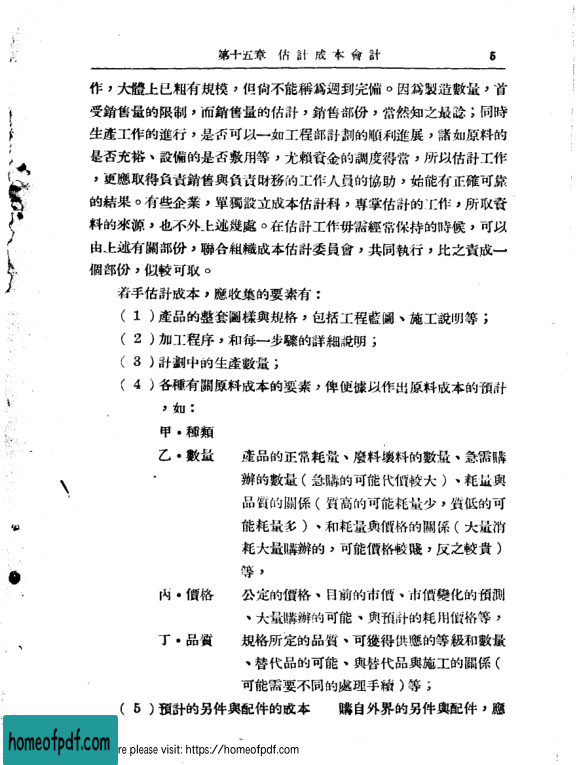 第十五章　估計成本會計　5
作，大體上已粗有規模，但尙不能稱爲週到完備。因爲製造數量，首
受銷售量的限制，而銷售量的估計，銷售部份，當然知之最諗；同時
生產工作的進行，是否可以一如工程部計劃的順利進展，諸如原料的
是否充裕、設備的是否敷用等，尤賴資金的調度得當，所以估計工作
，更應取得負責銷售與負責財務的工作人員的協助，始能有正確可靠
的結果。有些企業，單獨設立成本估計科，專掌估計的工作，所取資
料的來源，也不外上述幾處。在估計工作毋需經常保持的時候，可以
由上述有關部份，聯合組織成本估計委員會，共同執行，比之責成一
個部份，似較可取。
着手估計成本，應收集的要素有：
（１）產品的整套圖樣與規格，包括工程藍圖、施工說明等；
（２）加工程序，和每一步驟的詳細說明；
（３）計劃中的生產數量；
（４）各種有關原料成本的要素，俾便據以作出原料成本的預計
，如：
甲・種類
乙・數量　產品的正常耗量、廢料壞料的數量、急需購
辦的數量（急購的可能代價較大）、耗量與
品質的關係（質高的可能耗量少，質低的可
能耗量多）、和耗量與價格的關係（大量消
耗大量購辦的，可能價格較賤，反之較貴）
等，
丙・價格　公定的價格、目前的市價、市價變化的預測
、大量購辦的可能、與預計的耗用價格等，
丁・品質　規格所定的品質、可獲得供應的等級和數量
、替代品的可能、與替代品與施工的關係（
可能需要不同的處理手續）等；
（５）預計的另件與配件的成本　購自外界的另件與配件，應
homeofpdf.com
re please visit: https://homeofpdf.com